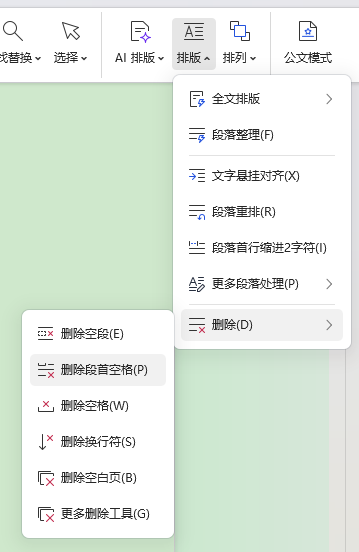 找替换
选择
AI 排版
排版
排列
公文模式
全文排版
段落整理(F)
文字悬挂对齐(X)
段落重排(R)
段落首行缩进2字符(I)
更多段落处理(P)
删除(D)
删除空段(E)
删除段首空格(P)
删除空格(W)
删除换行符(S)
删除空白页(B)
更多删除工具(G)